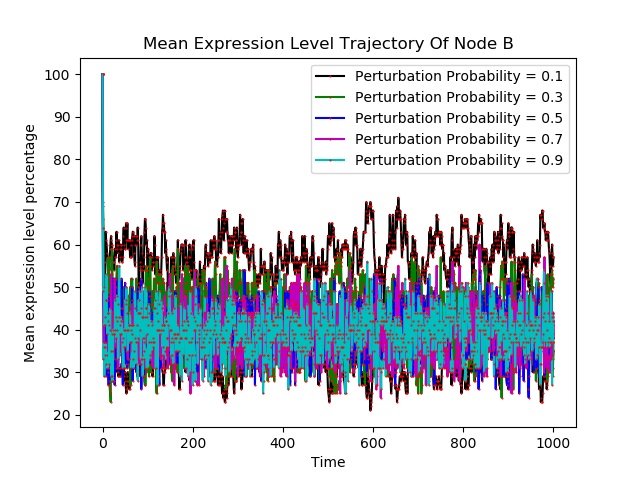 Mean Expression Level Trajectory Of Node B
Perturbation Probability = 0.1
Perturbation Probability = 0.3
Perturbation Probability = 0.5
Perturbation Probability = 0.7
Perturbation Probability = 0.9
Mean expression level percentage
100
90
80
70
60
50
40
30
20
0 200 400 600 800 1000
Time